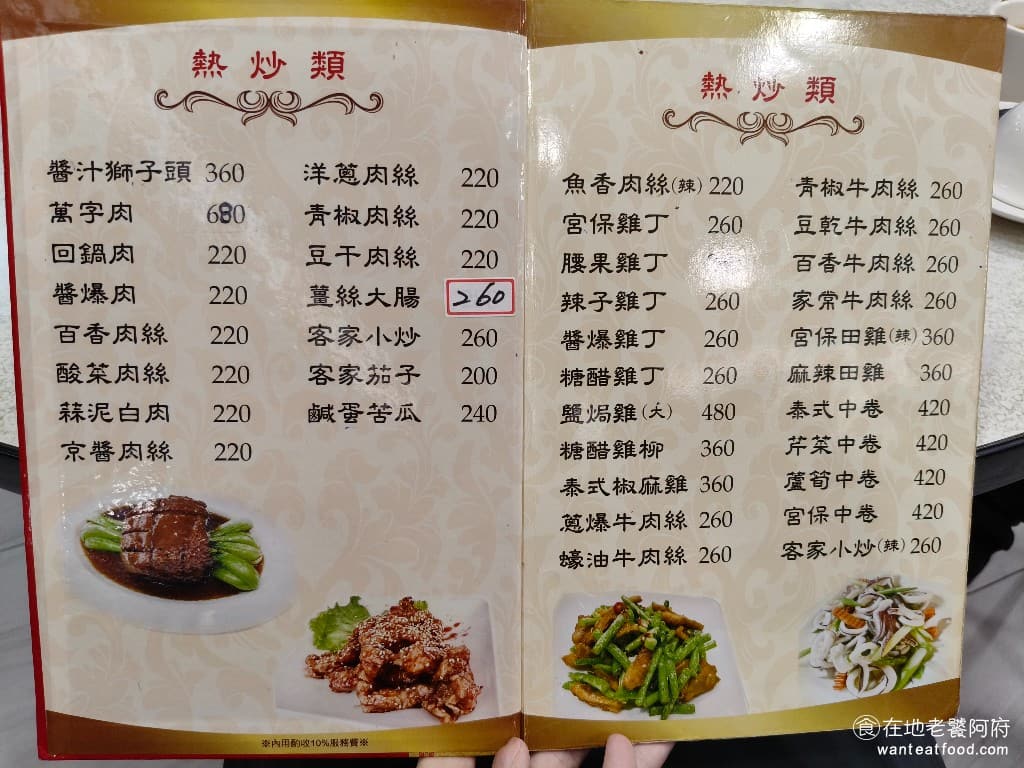 熱炒類
醬汁獅子頭 360
萬字肉 680
回鍋肉 220
醬爆肉 220
百香肉絲 220
酸菜肉絲 220
蒜泥白肉 220
京醬肉絲 220
洋蔥肉絲 220
青椒肉絲 220
豆干肉絲 220
薑絲大腸 260
客家小炒 260
客家茄子 200
鹹蛋苦瓜 240
※內用酌收10%服務費※
熱炒類
魚香肉絲(辣) 220
宮保雞丁 260
腰果雞丁
辣子雞丁 260
醬爆雞丁 260
糖醋雞丁 260
鹽焗雞(大) 480
糖醋雞柳 360
泰式椒麻雞 360
蔥爆牛肉絲 260
蠔油牛肉絲 260
青椒牛肉絲 260
豆乾牛肉絲 260
百香牛肉絲 260
家常牛肉絲 260
宮保田雞(辣) 360
麻辣田雞 360
泰式中卷 420
芹菜中卷 420
蘆筍中卷 420
宮保中卷 420
客家小炒(辣) 260
食在地老饕阿府
wanteatfood.com